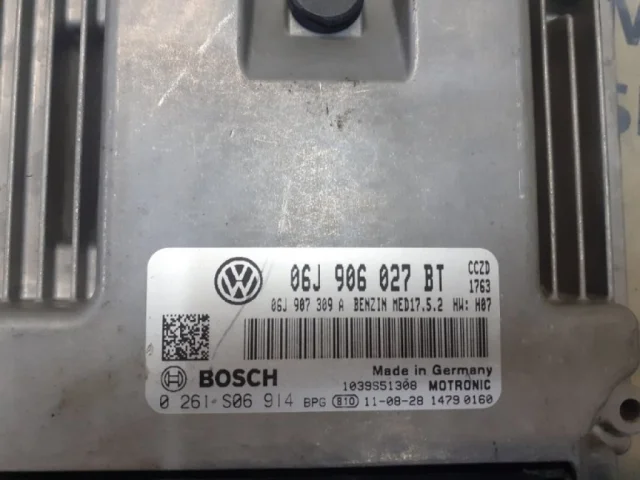 06J 906 027 BT CCZD
1763
06J 907 309 A BENZIN MED17.5.2 HW: H07
Made in Germany
BOSCH 1039S51308 MOTRONIC
0 261 S06 914 BPG 810 11-08-28 1479 0160